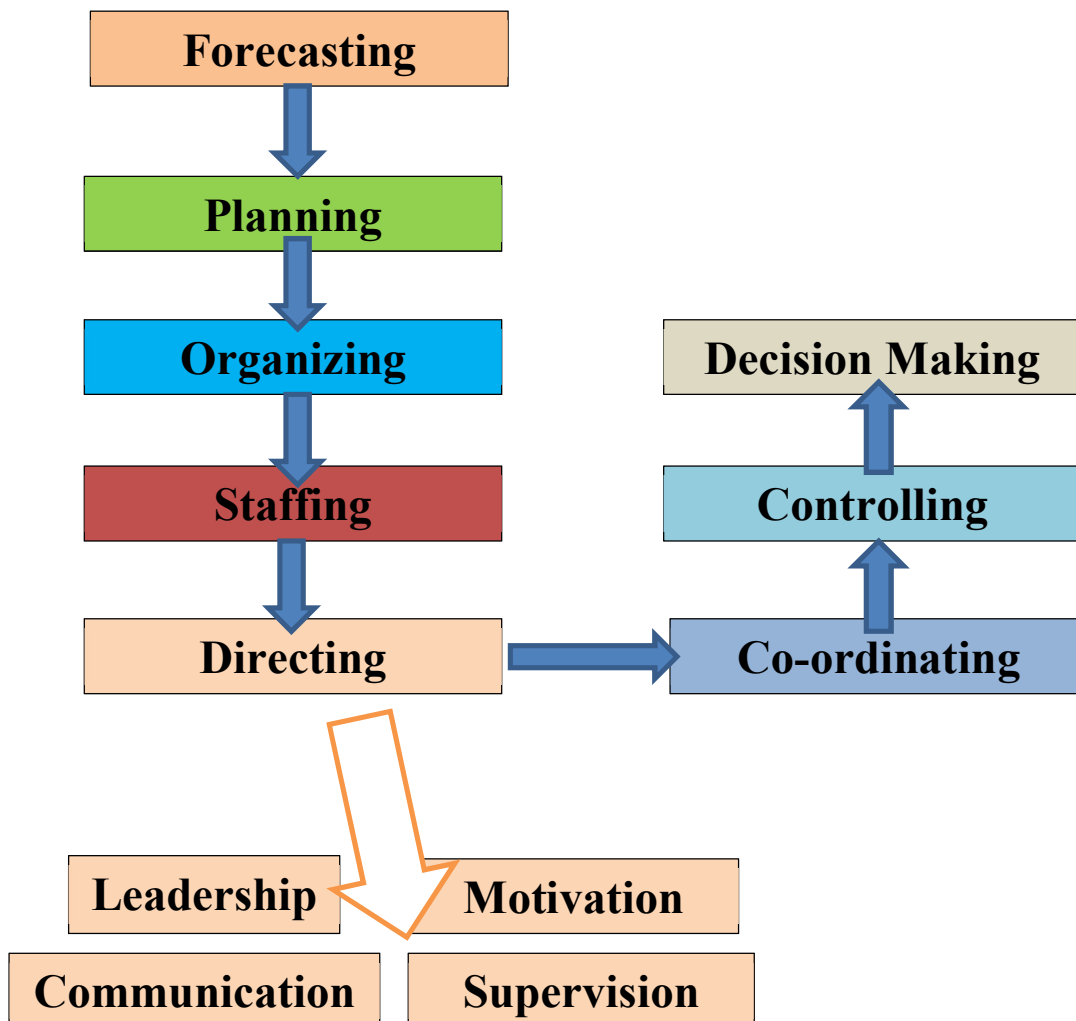 Forecasting
Planning
Organizing
Staffing
Directing
Decision Making
Controlling
Co-ordinating
Leadership
Motivation
Communication
Supervision